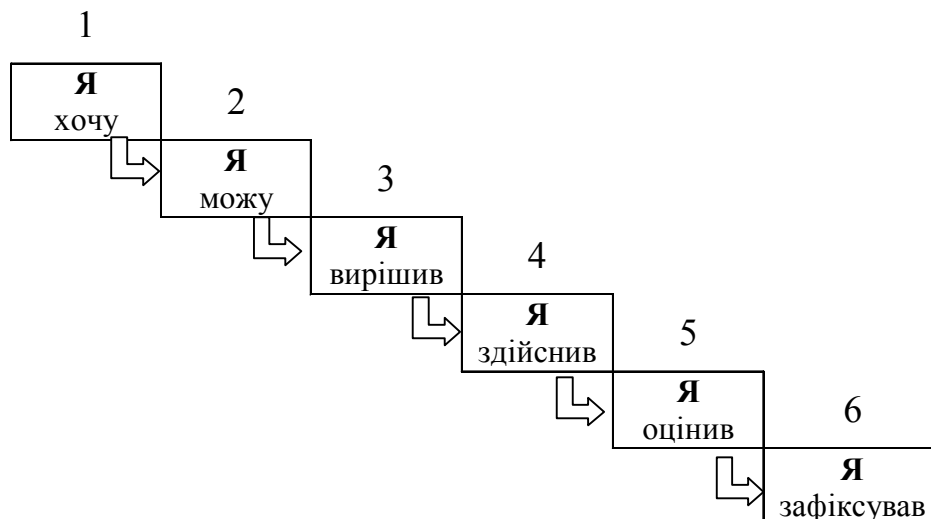 1
Я
хочу
2
Я
можу
3
Я
вирішив
4
Я
здійснив
5
Я
оцінив
6
Я
зафіксував